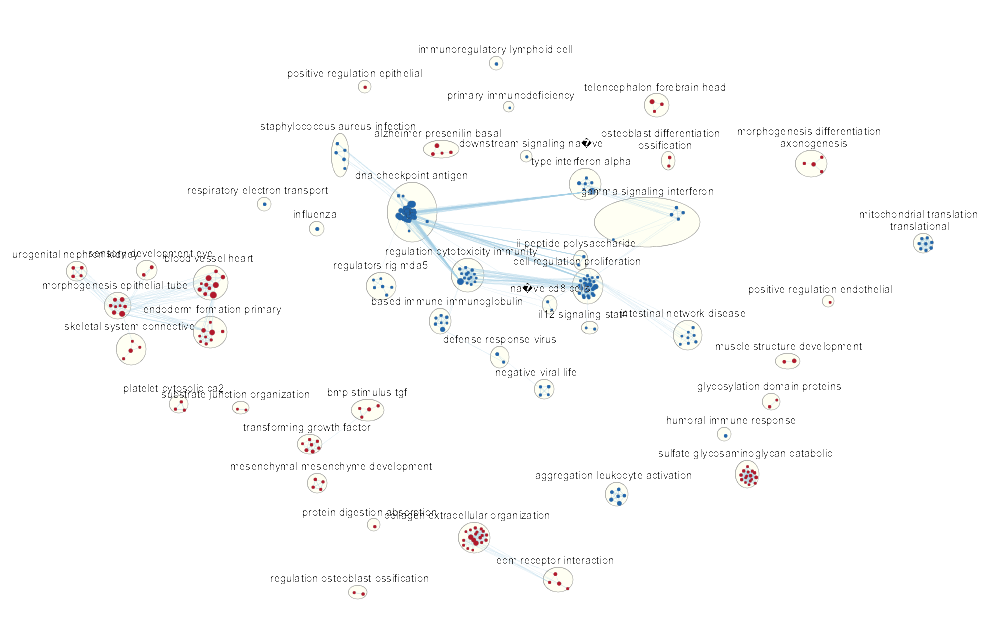 immunoregulatory lymphoid cell
positive regulation epithelial
primary immunodeficiency
telencephalon forebrain head
staphylococcus aureus infection
alzheimer presenilin basal
downstream signaling na�ve
osteoblast differentiation
ossification
morphogenesis differentiation
axonogenesis
type interferon alpha
dna checkpoint antigen
respiratory electron transport
gamma signaling interferon
influenza
mitochondrial translation
translational
ii peptide polysaccharide
urogenital nephron kidney
sensory development eye
blood vessel heart
regulation cytotoxicity immunity
regulators rig mda5
cell regulation proliferation
morphogenesis epithelial tube
na�ve cd8 cd
positive regulation endothelial
based immune immunoglobulin
endoderm formation primary
il12 signaling stat4
intestinal network disease
skeletal system connective
defense response virus
muscle structure development
negative viral life
platelet cytosolic ca2
substrate junction organization
bmp stimulus tgf
glycosylation domain proteins
humoral immune response
transforming growth factor
sulfate glycosaminoglycan catabolic
mesenchymal mesenchyme development
aggregation leukocyte activation
protein digestion absorption
collagen extracellular organization
ecm receptor interaction
regulation osteoblast ossification